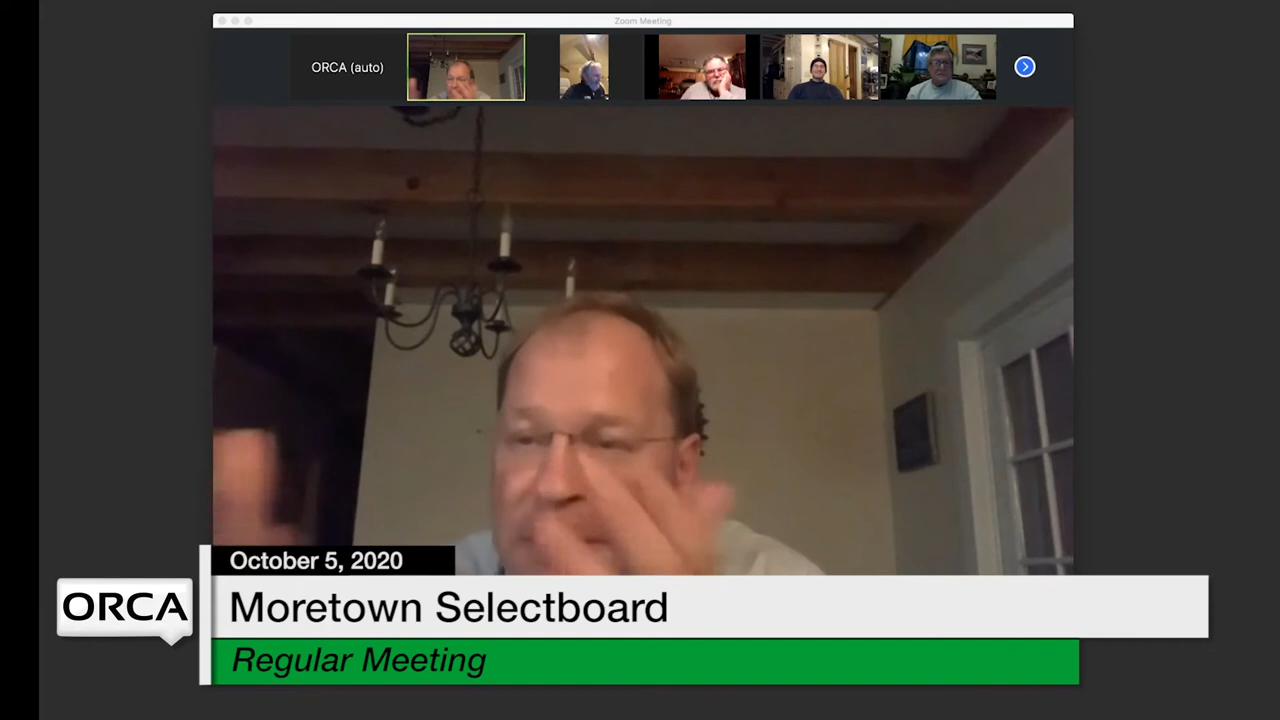 Zoom Meeting
ORCA (auto)
October 5, 2020
ORCA
Moretown Selectboard
Regular Meeting